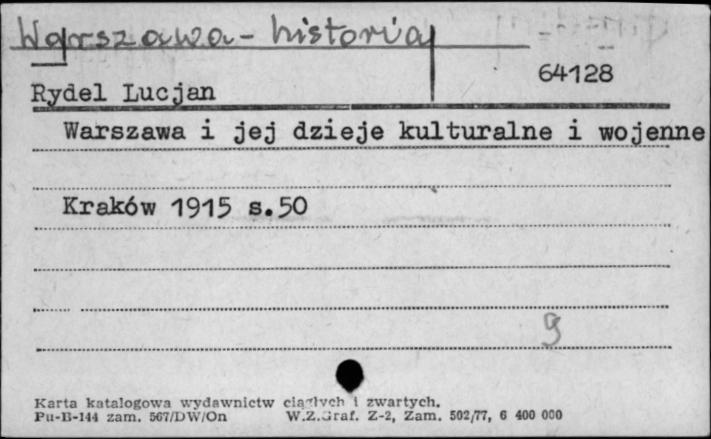 Warszawa - historia
64128
Rydel Lucjan
Warszawa i jej dzieje kulturalne i wojenne
Kraków 1915 s.50
9
Karta katalogowa wydawnictw ciągłych i zwartych.
Pu-B-144 zam. 567/DW/On W.Z.Graf. Z-2, Zam. 502/77, 6 400 000